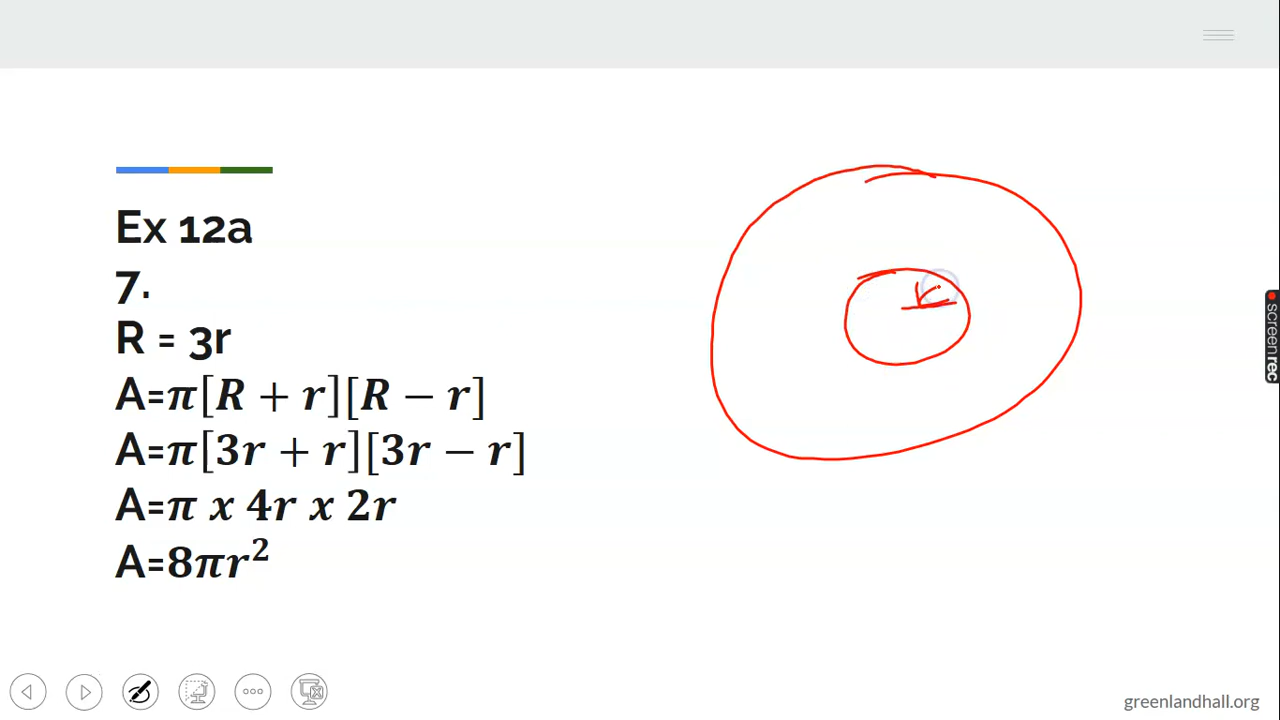 Ex 12a
7.
R = 3r
A=π[R + r][R − r]
A=π[3r + r][3r − r]
A=π x 4r x 2r
A=8πr²
r
screenrec
greenlandhall.org